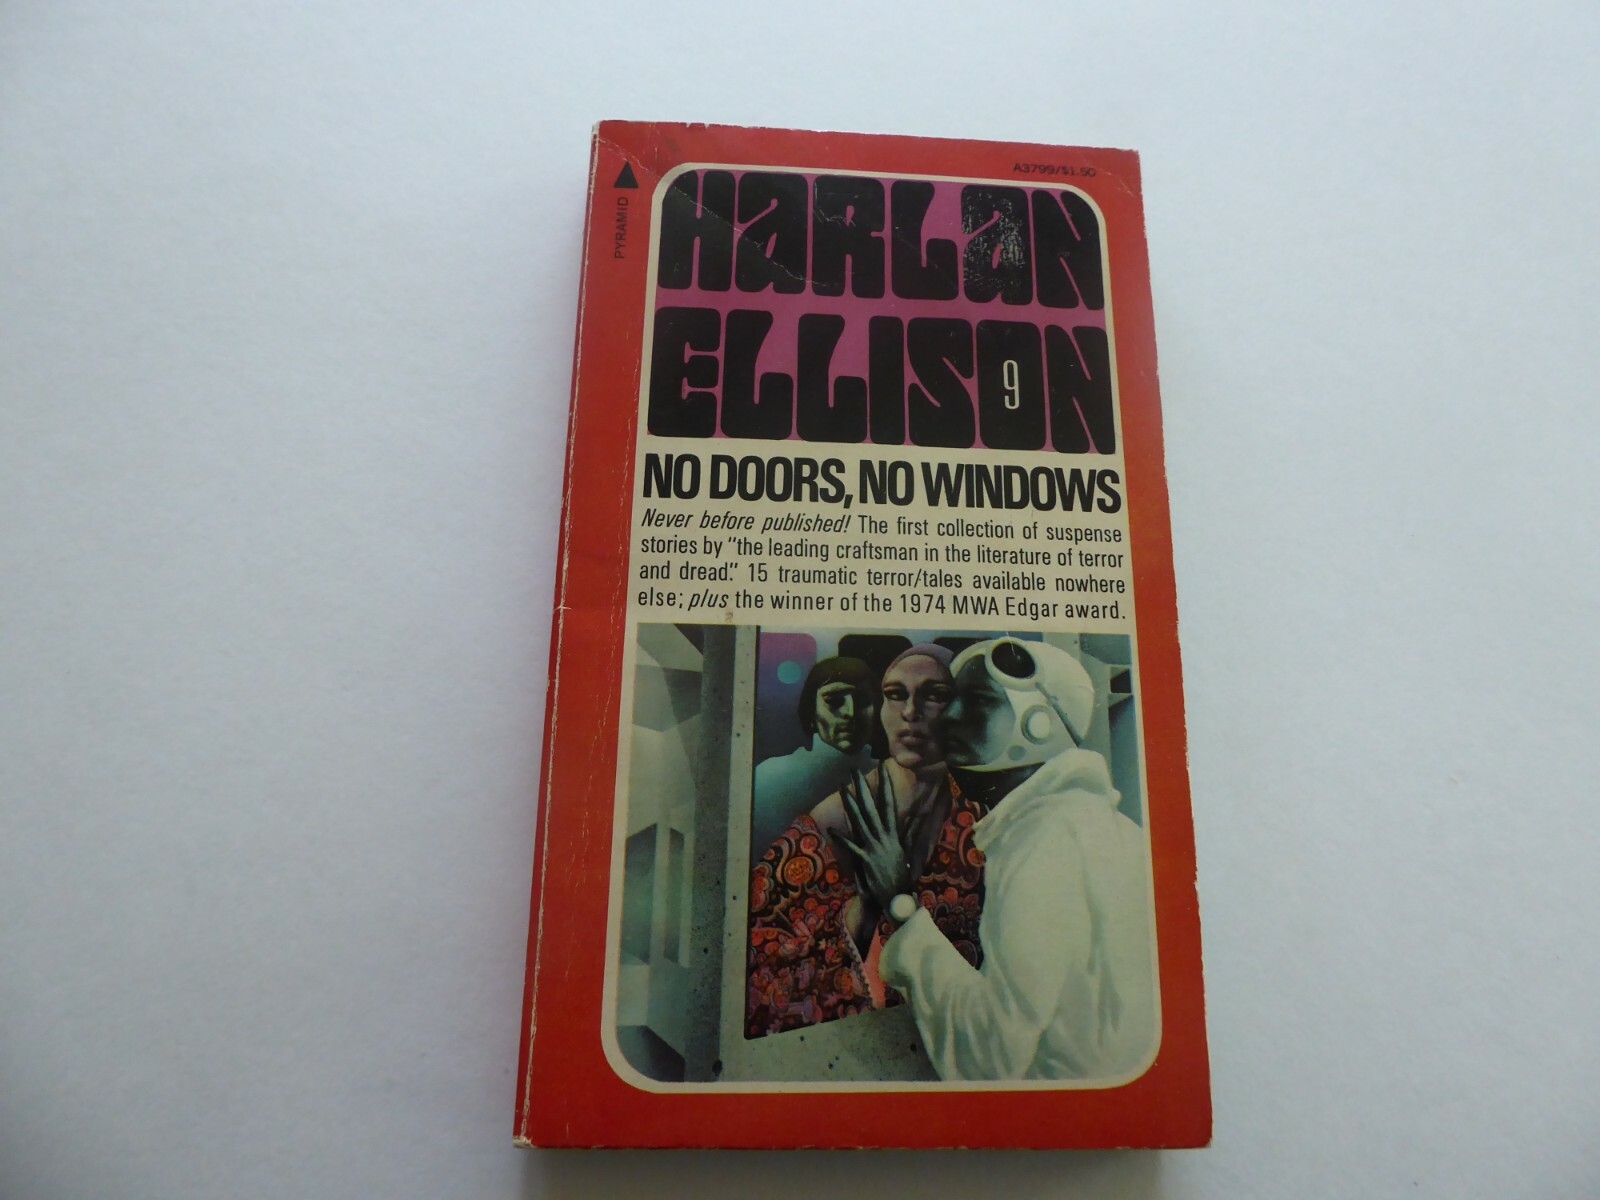 PYRAMID
A3799/$1.50
HARLAN
ELLISON
9
NO DOORS, NO WINDOWS
Never before published! The first collection of suspense
stories by "the leading craftsman in the literature of terror
and dread." 15 traumatic terror/tales available nowhere
else; plus the winner of the 1974 MWA Edgar award.